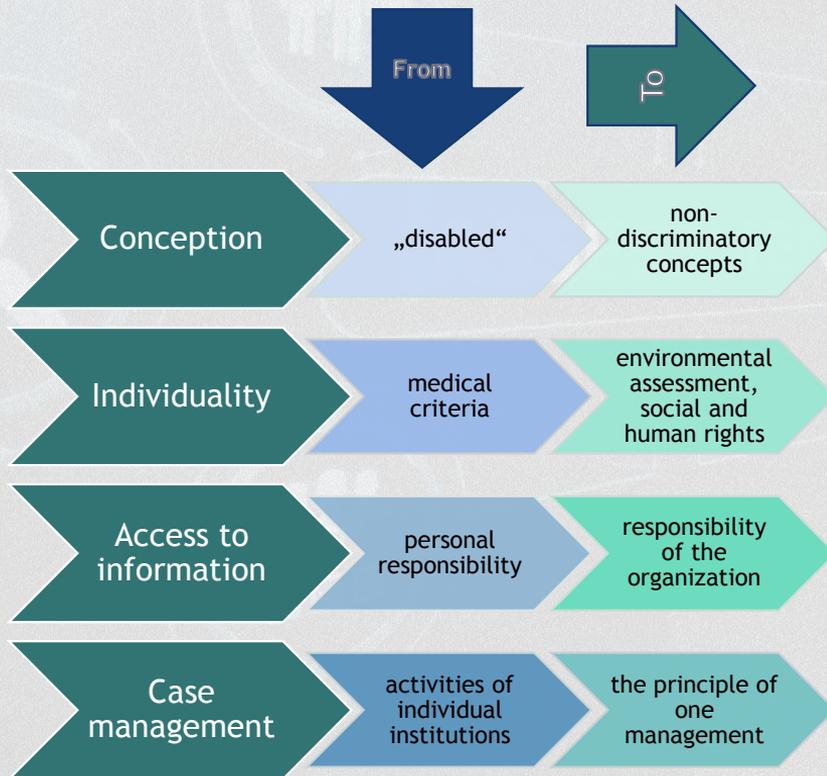 From
To
Conception
„disabled“
non-
discriminatory
concepts
Individuality
medical
criteria
environmental
assessment,
social and
human rights
Access to
information
personal
responsibility
responsibility
of the
organization
Case
management
activities of
individual
institutions
the principle of
one
management